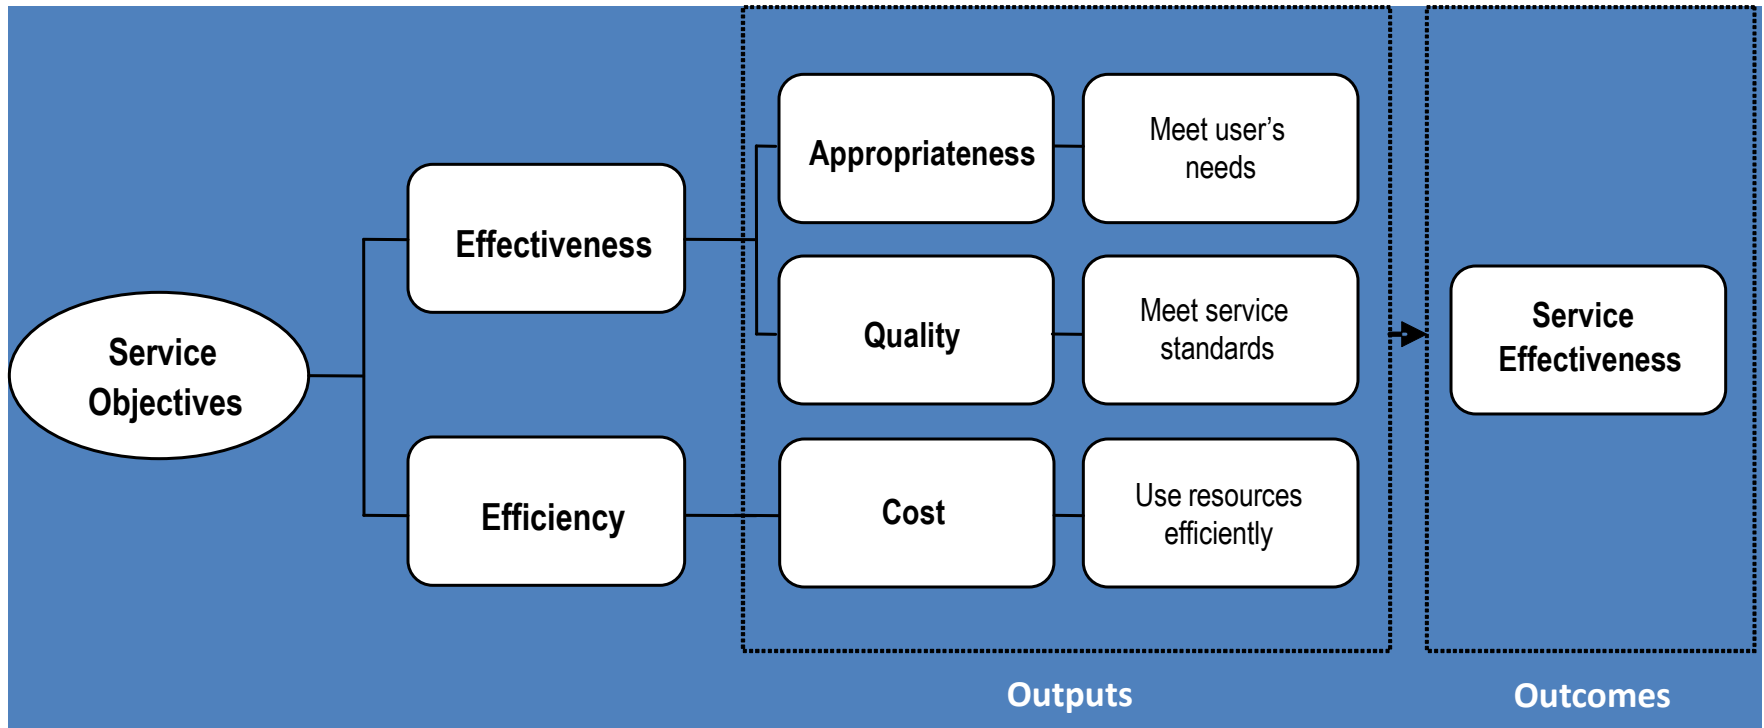 Service
Objectives
Effectiveness
Efficiency
Appropriateness
Meet user’s
needs
Quality
Meet service
standards
Cost
Use resources
efficiently
Service
Effectiveness
Outputs
Outcomes